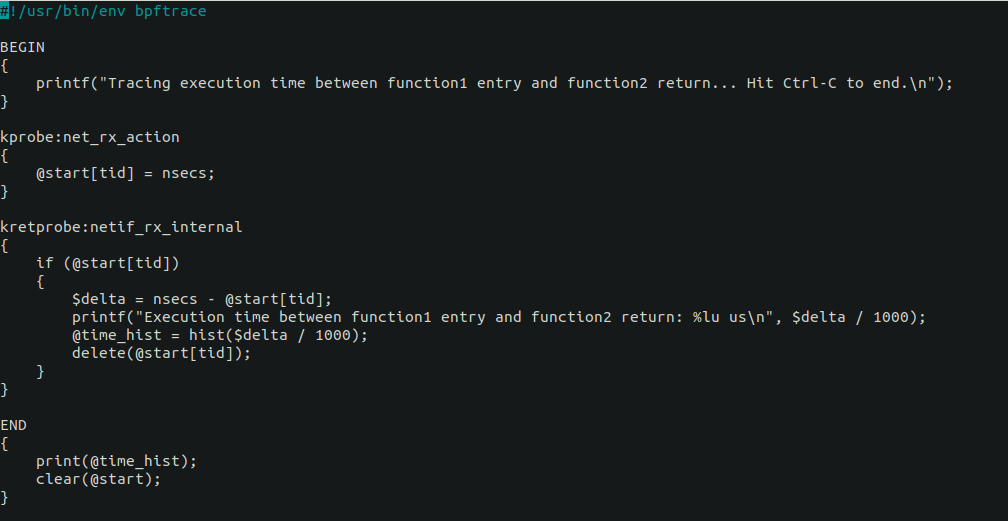 #!/usr/bin/env bpftrace
BEGIN
{
    printf("Tracing execution time between function1 entry and function2 return... Hit Ctrl-C to end.\n");
}
kprobe:net_rx_action
{
    @start[tid] = nsecs;
}
kretprobe:netif_rx_internal
{
    if (@start[tid])
    {
        $delta = nsecs - @start[tid];
        printf("Execution time between function1 entry and function2 return: %lu us\n", $delta / 1000);
        @time_hist = hist($delta / 1000);
        delete(@start[tid]);
    }
}
END
{
    print(@time_hist);
    clear(@start);
}